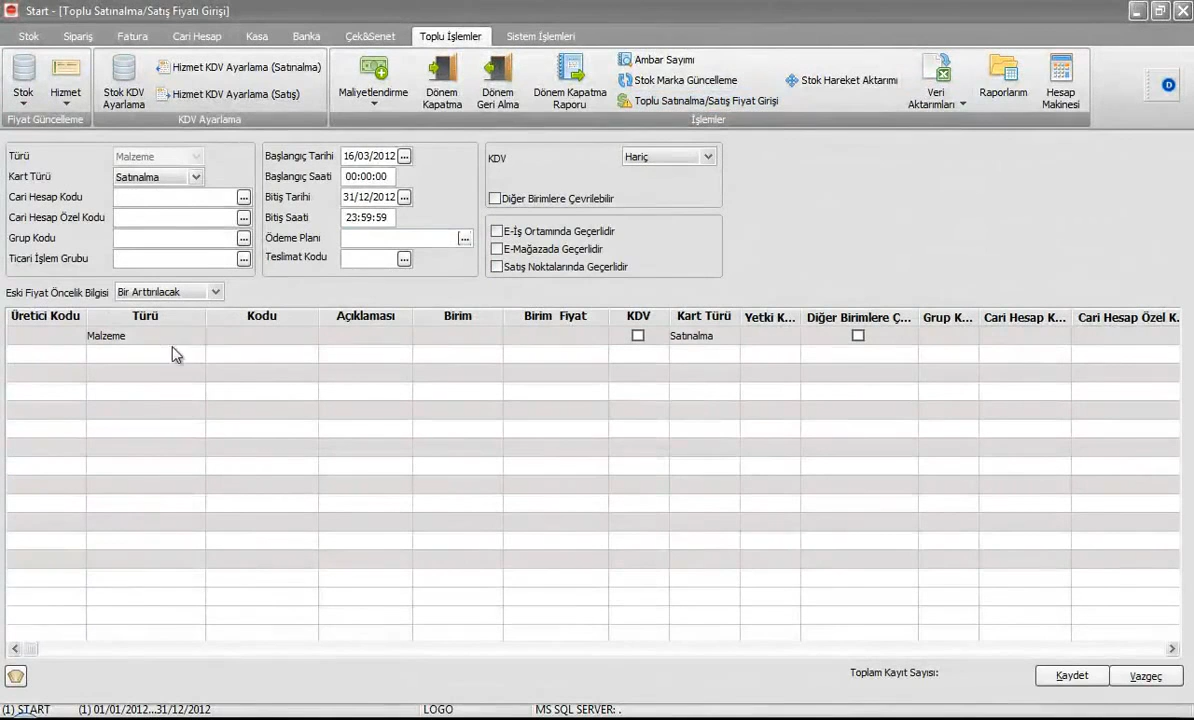 Start - [Toplu Satınalma/Satış Fiyatı Girişi]
Stok Sipariş Fatura Cari Hesap Kasa Banka Çek&Senet Toplu İşlemler Sistem İşlemleri
Stok
Hizmet
Fiyat Güncelleme
Stok KDV Ayarlama
Hizmet KDV Ayarlama (Satınalma)
Hizmet KDV Ayarlama (Satış)
KDV Ayarlama
Maliyetlendirme
Dönem Kapatma
Dönem Geri Alma
Dönem Kapatma Raporu
Ambar Sayımı
Stok Marka Güncelleme
Toplu Satınalma/Satış Fiyat Girişi
Stok Hareket Aktarımı
Veri Aktarımları
Raporlarım
Hesap Makinesi
İşlemler
D
Türü Malzeme
Kart Türü Satınalma
Cari Hesap Kodu ...
Cari Hesap Özel Kodu ...
Grup Kodu ...
Ticari İşlem Grubu ...
Başlangıç Tarihi 16/03/2012 ...
Başlangıç Saati 00:00:00
Bitiş Tarihi 31/12/2012 ...
Bitiş Saati 23:59:59
Ödeme Planı ...
Teslimat Kodu ...
KDV Hariç
Diğer Birimlere Çevrilebilir
E-İş Ortamında Geçerlidir
E-Mağazada Geçerlidir
Satış Noktalarında Geçerlidir
Eski Fiyat Öncelik Bilgisi Bir Arttırılacak
Üretici Kodu Türü Kodu Açıklaması Birim Birim Fiyat KDV Kart Türü Yetki K... Diğer Birimlere Ç... Grup K... Cari Hesap K... Cari Hesap Özel K.
Malzeme Satınalma
Toplam Kayıt Sayısı:
Kaydet
Vazgeç
(1) START (1) 01/01/2012...31/12/2012 LOGO MS SQL SERVER: .